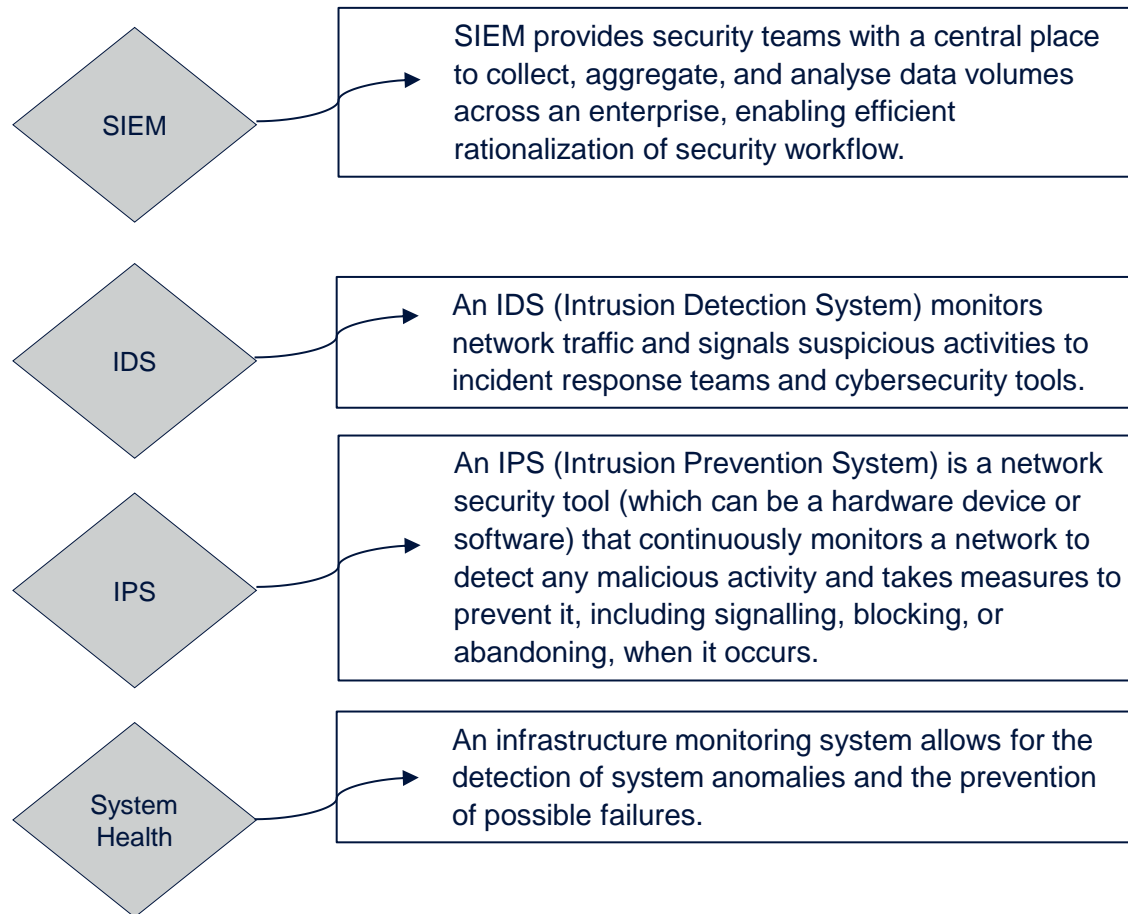 SIEM
SIEM provides security teams with a central place
to collect, aggregate, and analyse data volumes
across an enterprise, enabling efficient
rationalization of security workflow.
IDS
An IDS (Intrusion Detection System) monitors
network traffic and signals suspicious activities to
incident response teams and cybersecurity tools.
IPS
An IPS (Intrusion Prevention System) is a network
security tool (which can be a hardware device or
software) that continuously monitors a network to
detect any malicious activity and takes measures to
prevent it, including signalling, blocking, or
abandoning, when it occurs.
System
Health
An infrastructure monitoring system allows for the
detection of system anomalies and the prevention
of possible failures.